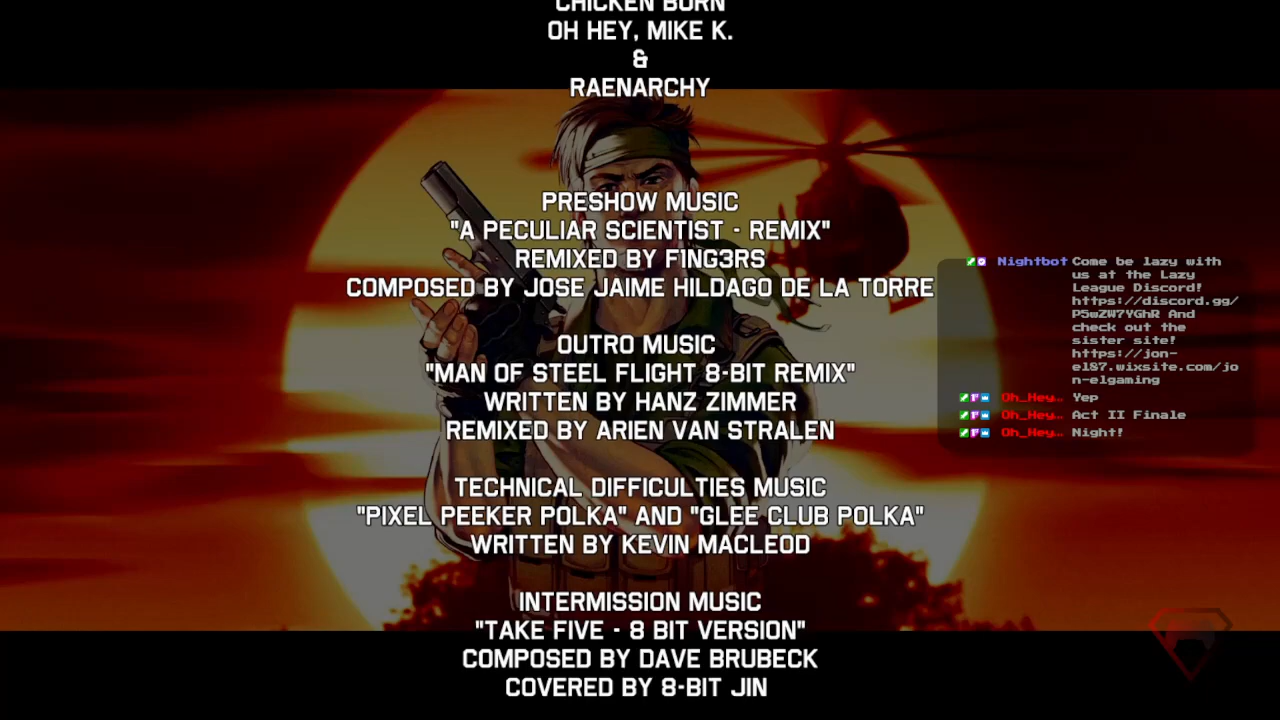 CHICKEN BURN
OH HEY, MIKE K.
&
RAENARCHY
PRESHOW MUSIC
"A PECULIAR SCIENTIST - REMIX"
REMIXED BY F1NG3RS
COMPOSED BY JOSE JAIME HILDAGO DE LA TORRE
OUTRO MUSIC
"MAN OF STEEL FLIGHT 8-BIT REMIX"
WRITTEN BY HANZ ZIMMER
REMIXED BY ARIEN VAN STRALEN
TECHNICAL DIFFICULTIES MUSIC
"PIXEL PEEKER POLKA" AND "GLEE CLUB POLKA"
WRITTEN BY KEVIN MACLEOD
INTERMISSION MUSIC
"TAKE FIVE - 8 BIT VERSION"
COMPOSED BY DAVE BRUBECK
COVERED BY 8-BIT JIN
Nightbot Come be lazy with
us at the Lazy
League Discord!
https://discord.gg/
P5wZW7YGhR And
check out the
sister site!
https://jon-
el87.wixsite.com/jo
n-elgaming
Oh_Hey… Yep
Oh_Hey… Act II Finale
Oh_Hey… Night!